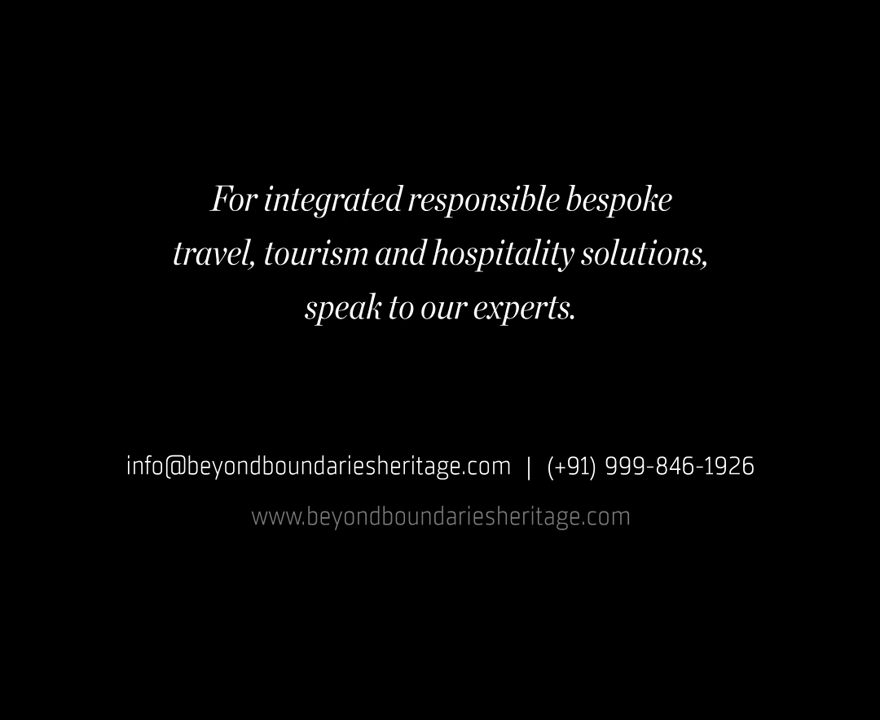 For integrated responsible bespoke
travel, tourism and hospitality solutions,
speak to our experts.
info@beyondboundariesheritage.com | (+91) 999-846-1926
www.beyondboundariesheritage.com